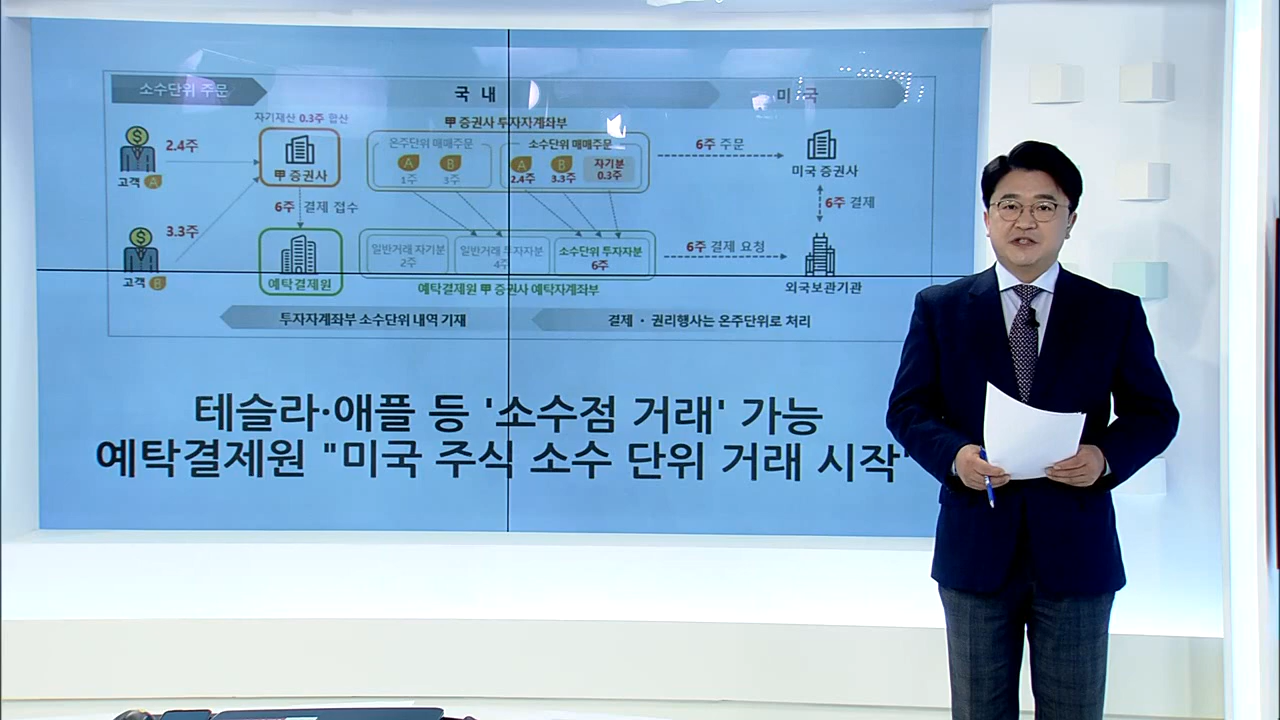 소수단위 주문
국 내
미 국
자기재산 0.3주 합산
甲 증권사 투자자계좌부
2.4주
고객 A
甲 증권사
온주단위 매매주문
A B
1주 3주
소수단위 매매주문
A B 자기분
2.4주 3.3주 0.3주
6주 주문
미국 증권사
6주 결제 접수
6주 결제
3.3주
고객 B
예탁결제원
일반거래 자기분
2주
일반거래 투자자분
4주
소수단위 투자자분
6주
6주 결제 요청
외국보관기관
예탁결제원 甲 증권사 예탁자계좌부
투자자계좌부 소수단위 내역 기재
결제 · 권리행사는 온주단위로 처리
테슬라·애플 등 '소수점 거래' 가능
예탁결제원 "미국 주식 소수 단위 거래 시작"